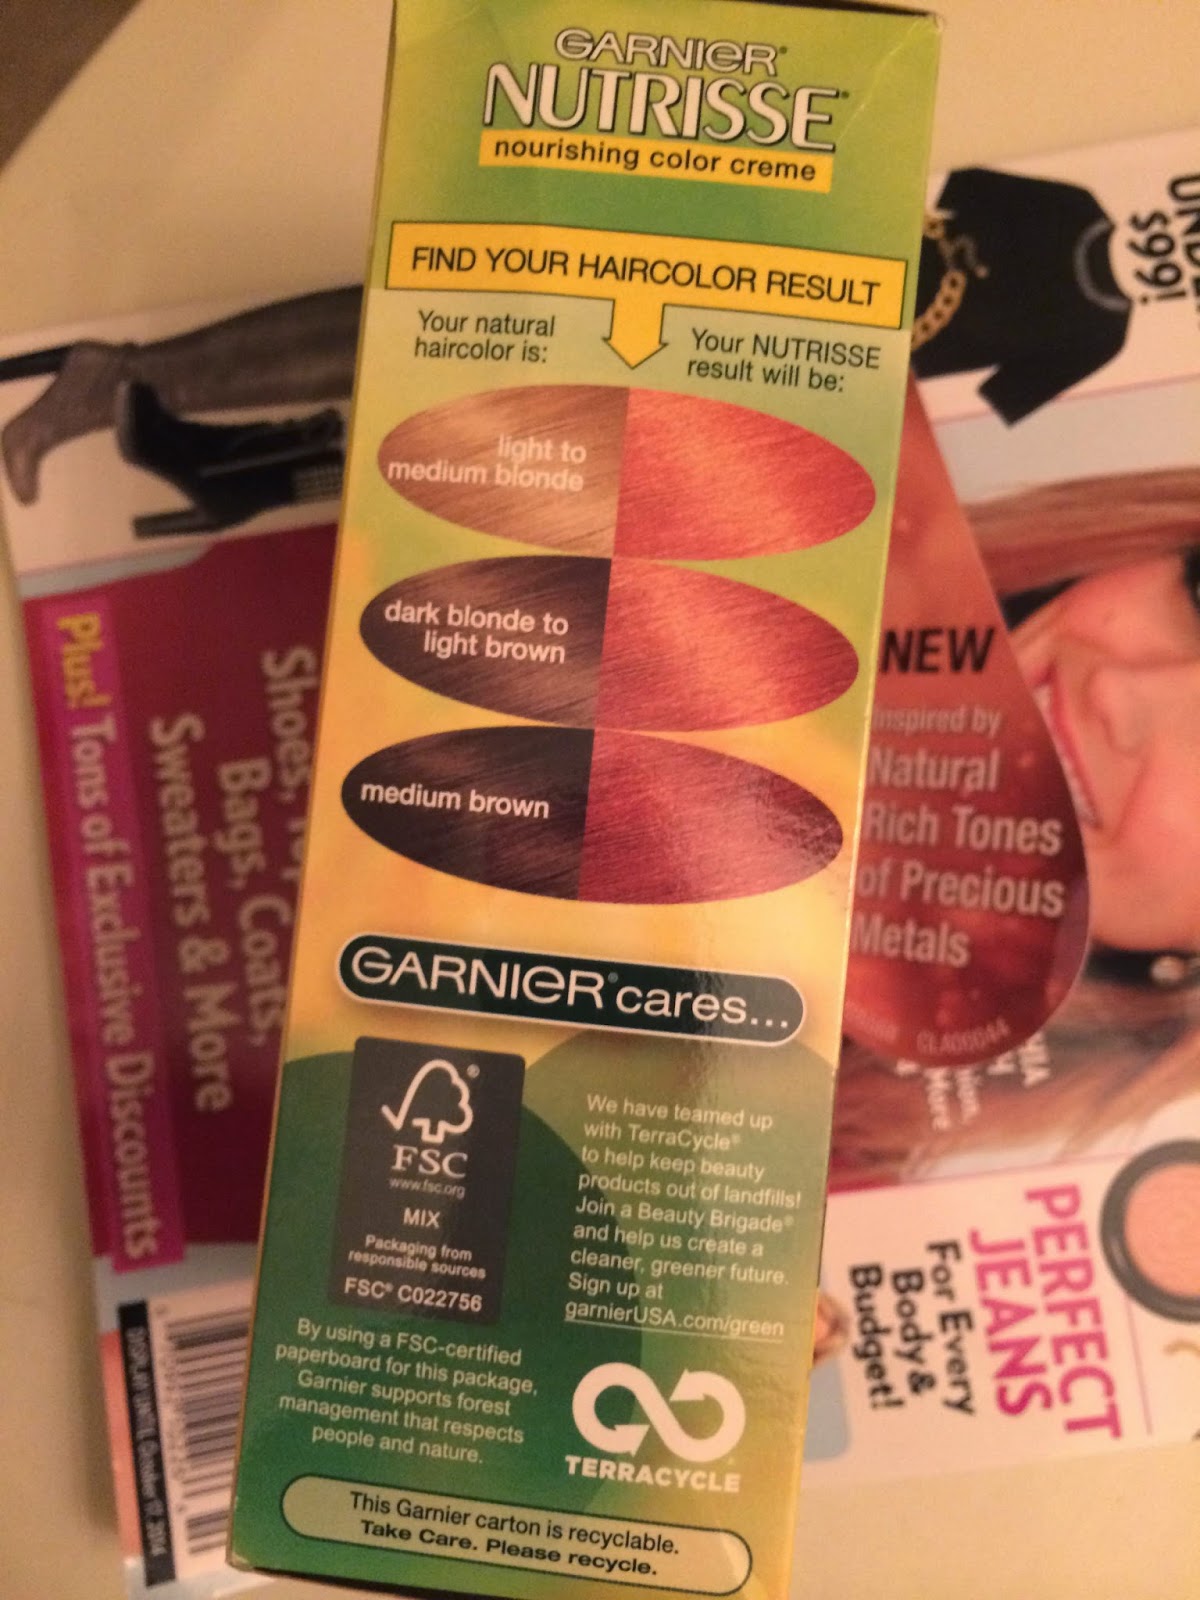 GARNIER®
NUTRISSE®
nourishing color creme
FIND YOUR HAIRCOLOR RESULT
Your natural
haircolor is:
Your NUTRISSE
result will be:
light to
medium blonde
dark blonde to
light brown
medium brown
GARNIER® cares...
FSC®
www.fsc.org
MIX
Packaging from
responsible sources
FSC® C022756
By using a FSC-certified
paperboard for this package,
Garnier supports forest
management that respects
people and nature.
We have teamed up
with TerraCycle®
to help keep beauty
products out of landfills!
Join a Beauty Brigade®
and help us create a
cleaner, greener future.
Sign up at
garnierUSA.com/green
TERRACYCLE
This Garnier carton is recyclable.
Take Care. Please recycle.
NEW
Inspired by
Natural
Rich Tones
of Precious
Metals
CLA00044
$99!
PERFECT
JEANS
For Every
Body &
Budget!
More
Plus! Tons of Exclusive Discounts
Shoes,
Bags, Coats,
Sweaters & More